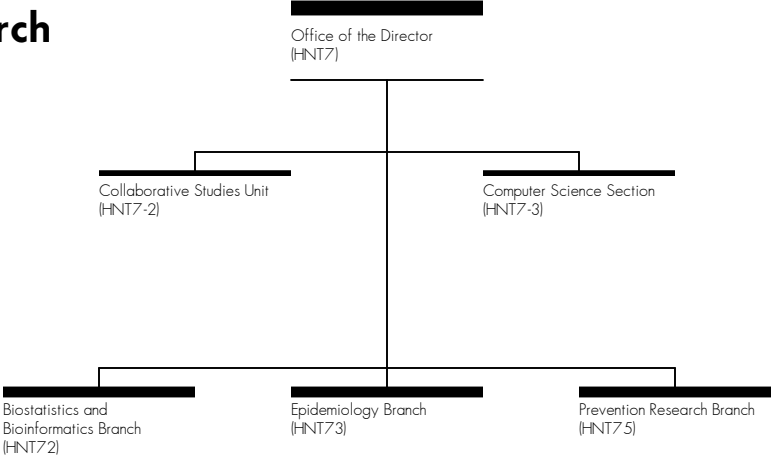 Office of the Director
(HNT7)
Collaborative Studies Unit
(HNT7-2)
Computer Science Section
(HNT7-3)
Biostatistics and
Bioinformatics Branch
(HNT72)
Epidemiology Branch
(HNT73)
Prevention Research Branch
(HNT75)